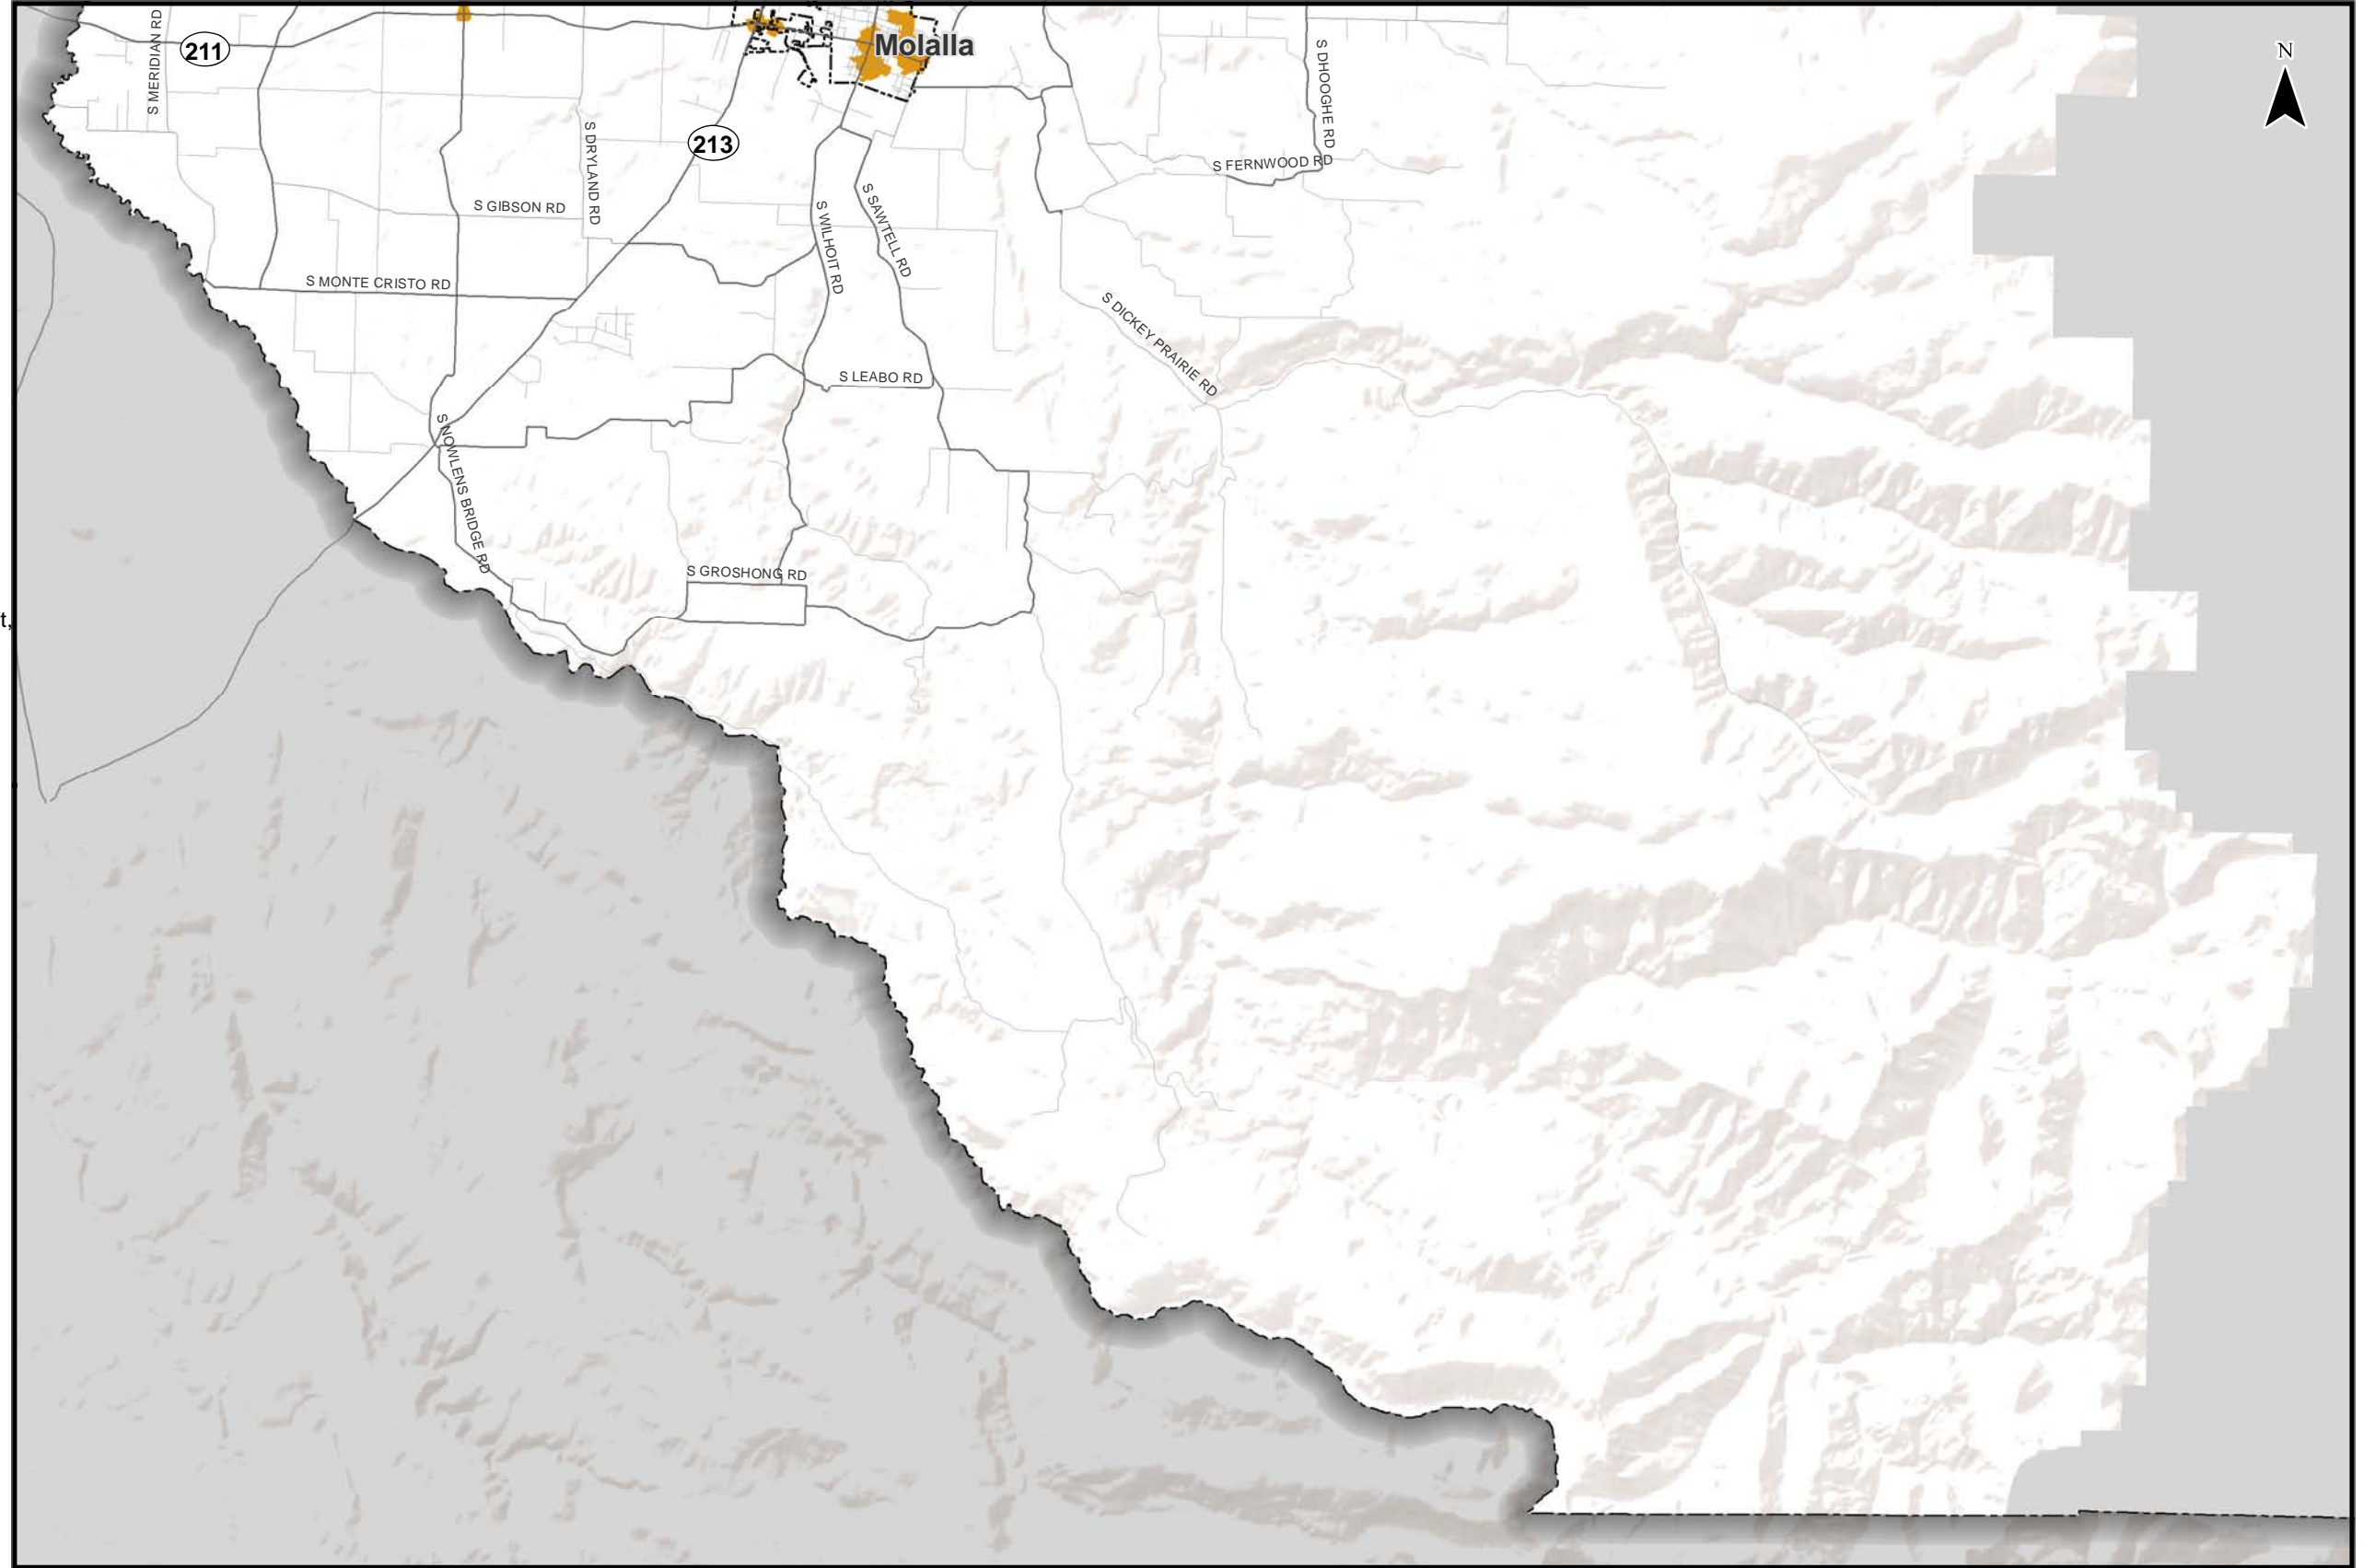 S MERIDIAN RD
211
Molalla
N
S DHOOGHE RD
213
S DRYLAND RD
S FERNWOOD RD
S GIBSON RD
S WILHOIT RD
S SAWTELL RD
S MONTE CRISTO RD
S DICKEY PRAIRIE RD
S LEABO RD
S NOWLENS BRIDGE RD
S GROSHONG RD
t,